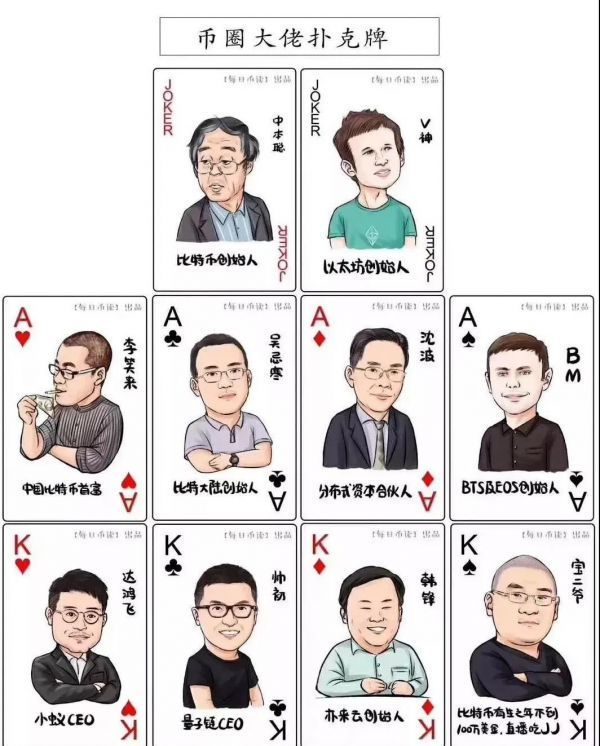 币圈大佬扑克牌
JOKER
【每日币读】出品
中本聪
比特币创始人
JOKER
JOKER
【每日币读】出品
V神
以太坊创始人
JOKER
A
【每日币读】出品
李笑来
中国比特币首富
A
A
【每日币读】出品
吴忌寒
比特大陆创始人
A
A
【每日币读】出品
沈波
分布式资本合伙人
A
A
【每日币读】出品
BM
BTS及EOS创始人
A
K
【每日币读】出品
达鸿飞
小蚁CEO
K
K
【每日币读】出品
帅初
量子链CEO
K
K
【每日币读】出品
韩锋
亦来云创始人
K
K
【每日币读】出品
宝二爷
比特币有生之年不到
100万美金,直播吃JJ
K